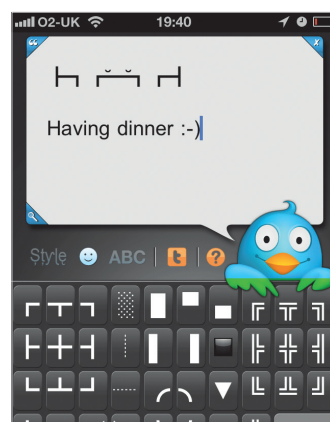 O2-UK 19:40
┝┑ ┍˘━˘┑ ┍┥
Having dinner :-)
Style ABC t ?